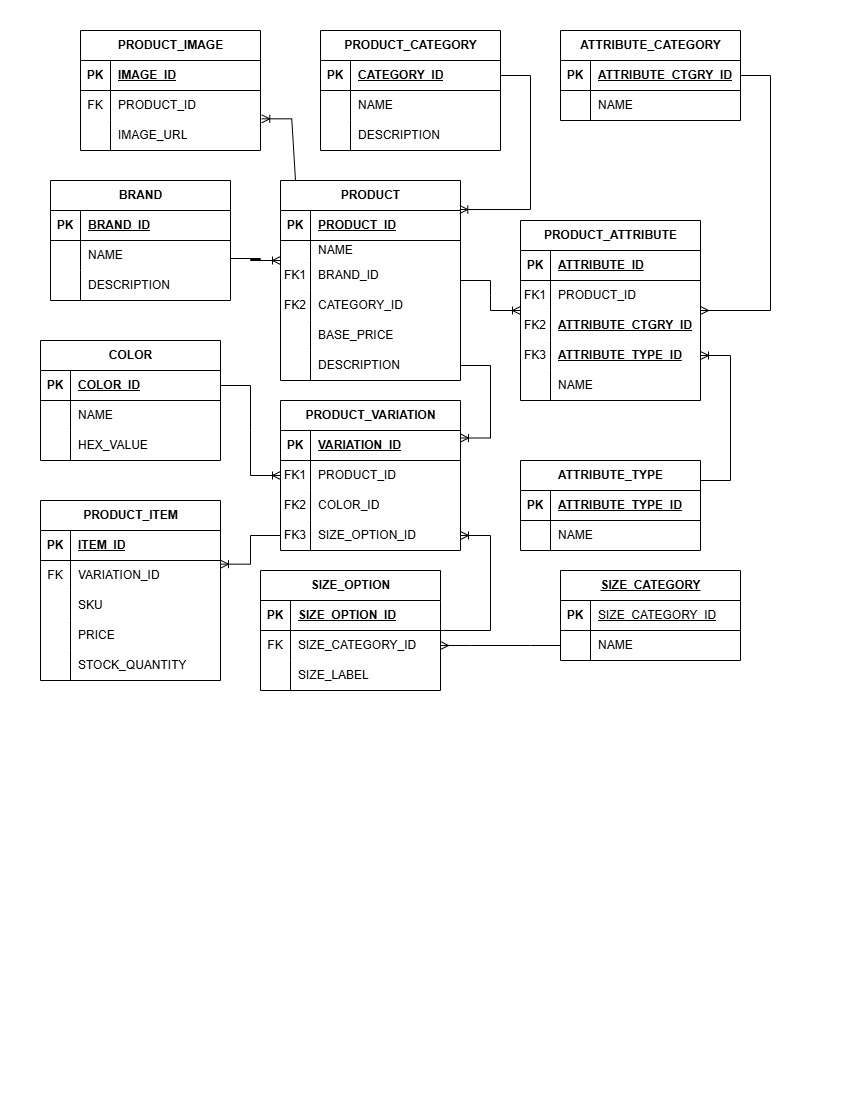 PRODUCT_IMAGE
PK IMAGE_ID
FK PRODUCT_ID
IMAGE_URL
PRODUCT_CATEGORY
PK CATEGORY_ID
NAME
DESCRIPTION
ATTRIBUTE_CATEGORY
PK ATTRIBUTE_CTGRY_ID
NAME
BRAND
PK BRAND_ID
NAME
DESCRIPTION
PRODUCT
PK PRODUCT_ID
NAME
FK1 BRAND_ID
FK2 CATEGORY_ID
BASE_PRICE
DESCRIPTION
PRODUCT_ATTRIBUTE
PK ATTRIBUTE_ID
FK1 PRODUCT_ID
FK2 ATTRIBUTE_CTGRY_ID
FK3 ATTRIBUTE_TYPE_ID
NAME
COLOR
PK COLOR_ID
NAME
HEX_VALUE
PRODUCT_VARIATION
PK VARIATION_ID
FK1 PRODUCT_ID
FK2 COLOR_ID
FK3 SIZE_OPTION_ID
ATTRIBUTE_TYPE
PK ATTRIBUTE_TYPE_ID
NAME
PRODUCT_ITEM
PK ITEM_ID
FK VARIATION_ID
SKU
PRICE
STOCK_QUANTITY
SIZE_OPTION
PK SIZE_OPTION_ID
FK SIZE_CATEGORY_ID
SIZE_LABEL
SIZE_CATEGORY
PK SIZE_CATEGORY_ID
NAME